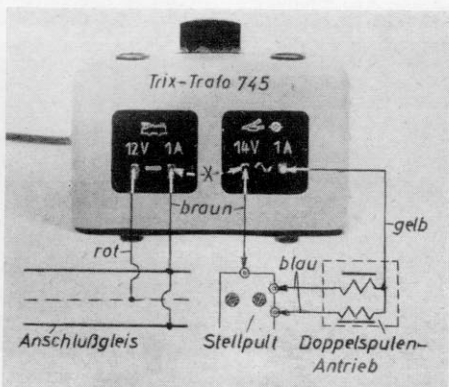 Trix-Trafo 745
12V 1A
14V 1A
braun
rot
gelb
blau
Anschlußgleis
Stellpult
Doppelspulen-
Antrieb